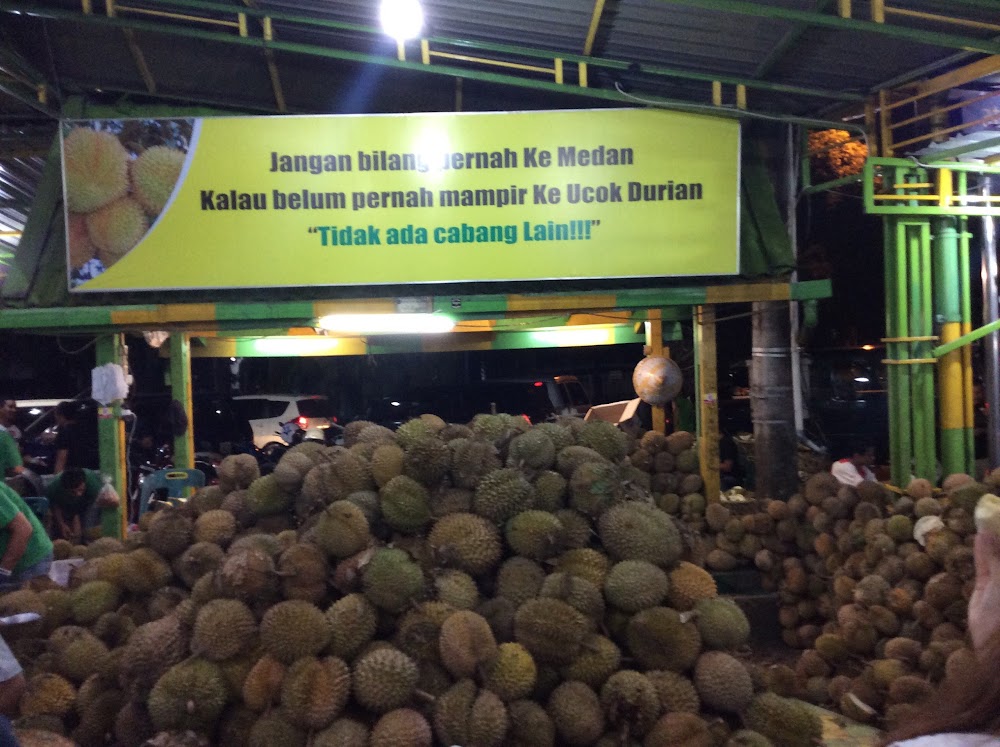 Jangan bilang pernah Ke Medan
Kalau belum pernah mampir Ke Ucok Durian
"Tidak ada cabang Lain!!!"